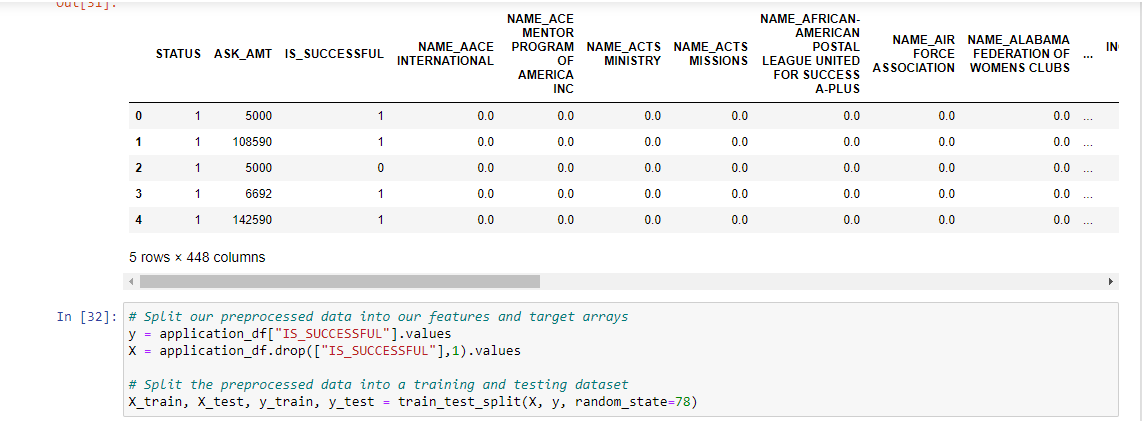 Out[31]:
STATUS ASK_AMT IS_SUCCESSFUL NAME_AACE INTERNATIONAL NAME_ACE MENTOR PROGRAM OF AMERICA INC NAME_ACTS MINISTRY NAME_ACTS MISSIONS NAME_AFRICAN-AMERICAN POSTAL LEAGUE UNITED FOR SUCCESS A-PLUS NAME_AIR FORCE ASSOCIATION NAME_ALABAMA FEDERATION OF WOMENS CLUBS ...
0 1 5000 1 0.0 0.0 0.0 0.0 0.0 0.0 0.0 ...
1 1 108590 1 0.0 0.0 0.0 0.0 0.0 0.0 0.0 ...
2 1 5000 0 0.0 0.0 0.0 0.0 0.0 0.0 0.0 ...
3 1 6692 1 0.0 0.0 0.0 0.0 0.0 0.0 0.0 ...
4 1 142590 1 0.0 0.0 0.0 0.0 0.0 0.0 0.0 ...
5 rows × 448 columns
In [32]: # Split our preprocessed data into our features and target arrays
y = application_df["IS_SUCCESSFUL"].values
X = application_df.drop(["IS_SUCCESSFUL"],1).values
# Split the preprocessed data into a training and testing dataset
X_train, X_test, y_train, y_test = train_test_split(X, y, random_state=78)